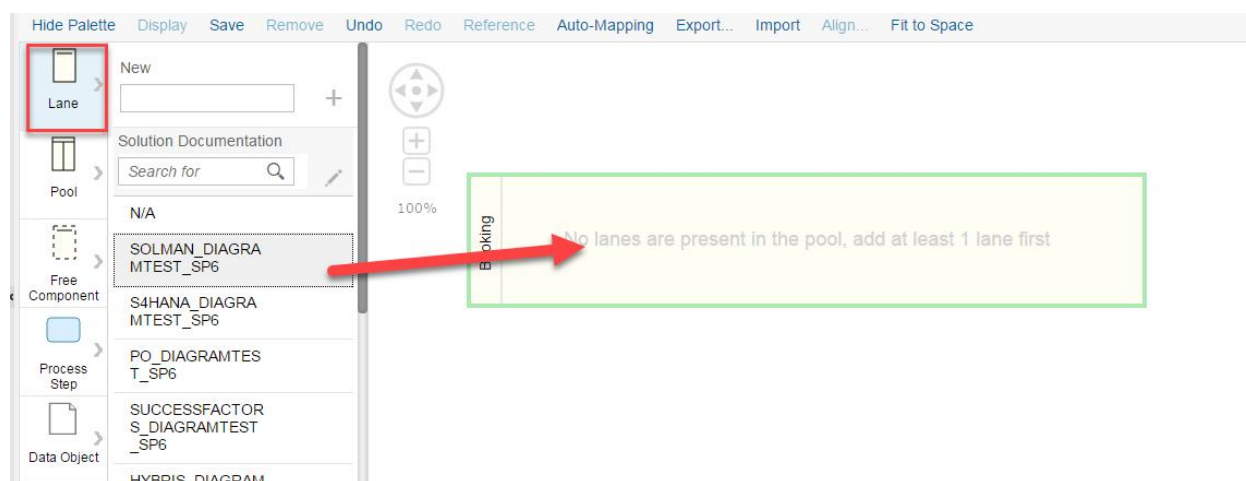 Hide Palette Display Save Remove Undo Redo Reference Auto-Mapping Export... Import Align... Fit to Space
Lane
Pool
Free
Component
Process
Step
Data Object
New
Solution Documentation
Search for
N/A
SOLMAN_DIAGRA
MTEST_SP6
S4HANA_DIAGRA
MTEST_SP6
PO_DIAGRAMTES
T_SP6
SUCCESSFACTOR
S_DIAGRAMTEST
_SP6
HYBRIS_DIAGRAM
100%
Booking
No lanes are present in the pool, add at least 1 lane first